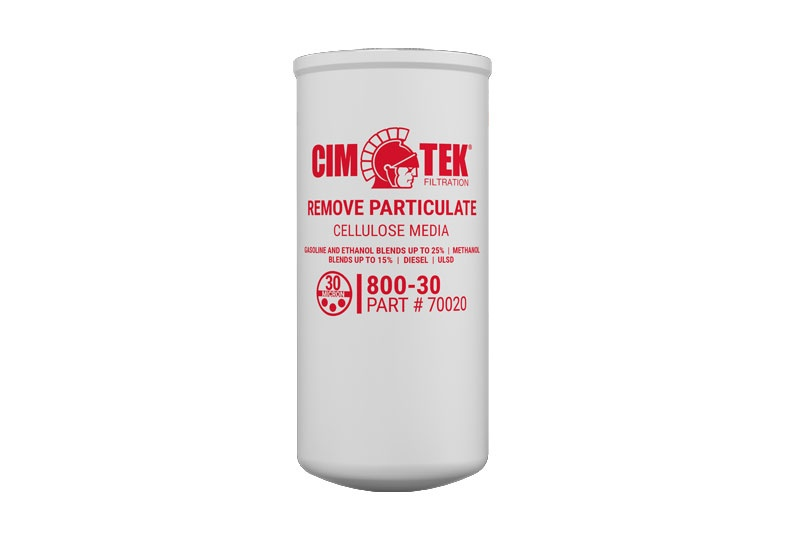 CIM TEK®
FILTRATION
REMOVE PARTICULATE
CELLULOSE MEDIA
GASOLINE AND ETHANOL BLENDS UP TO 25% | METHANOL
BLENDS UP TO 15% | DIESEL | ULSD
30
MICRON
800-30
PART # 70020